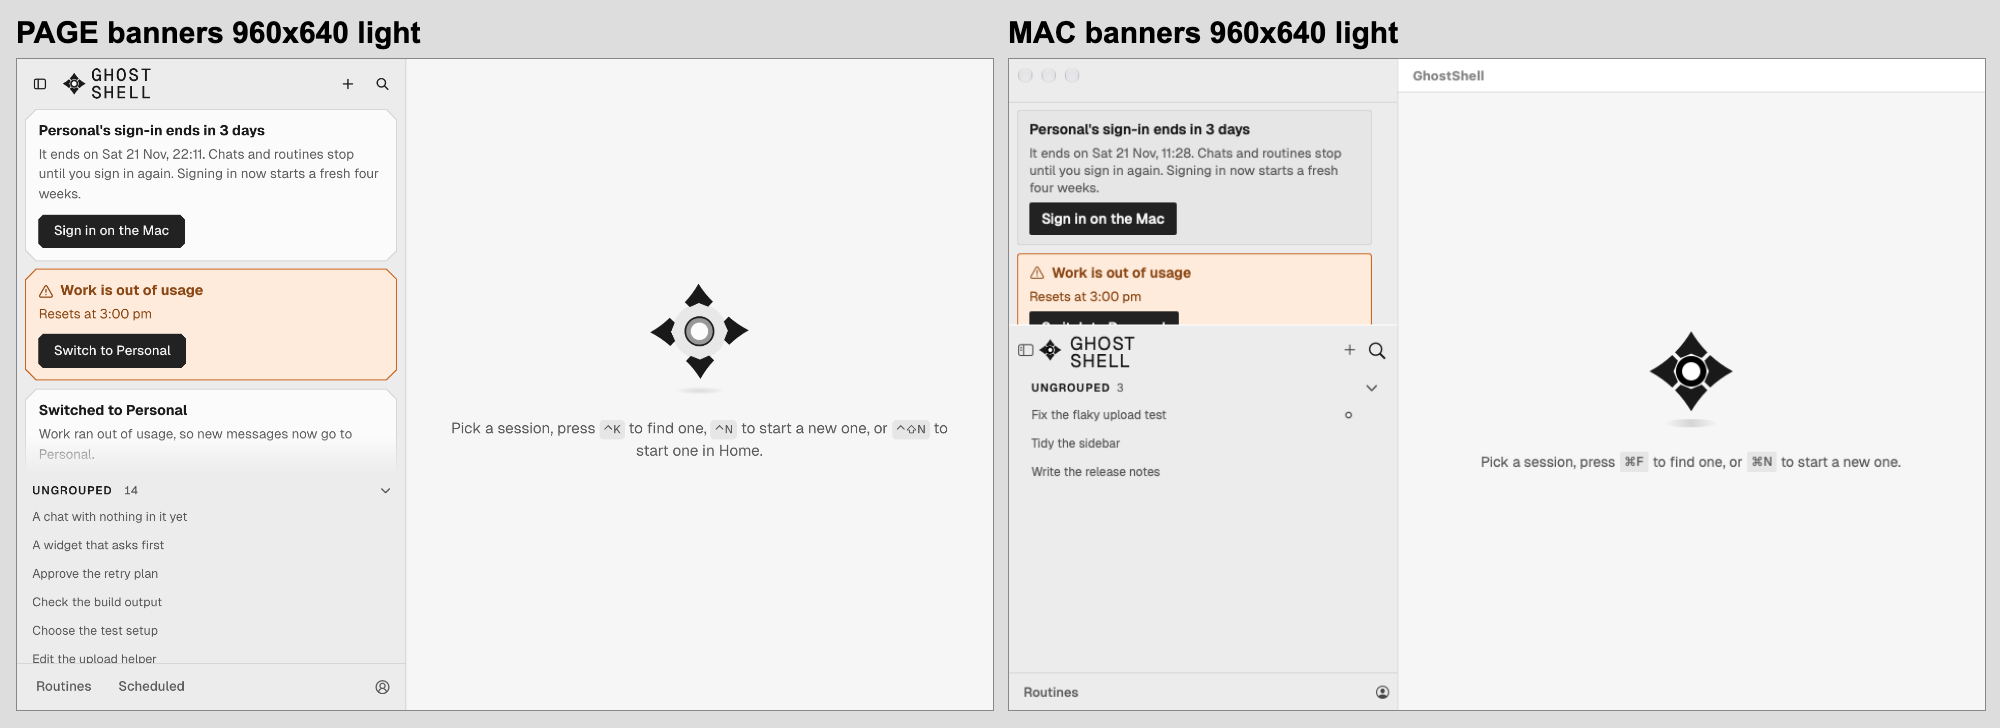 PAGE banners 960x640 light
GHOST
SHELL
Personal's sign-in ends in 3 days
It ends on Sat 21 Nov, 22:11. Chats and routines stop
until you sign in again. Signing in now starts a fresh four
weeks.
Sign in on the Mac
Work is out of usage
Resets at 3:00 pm
Switch to Personal
Switched to Personal
Work ran out of usage, so new messages now go to
Personal.
UNGROUPED 14
A chat with nothing in it yet
A widget that asks first
Approve the retry plan
Check the build output
Choose the test setup
Edit the upload helper
Routines Scheduled
Pick a session, press ^K to find one, ^N to start a new one, or ^⇧N to
start one in Home.
MAC banners 960x640 light
GhostShell
Personal's sign-in ends in 3 days
It ends on Sat 21 Nov, 11:28. Chats and routines stop
until you sign in again. Signing in now starts a fresh
four weeks.
Sign in on the Mac
Work is out of usage
Resets at 3:00 pm
GHOST
SHELL
UNGROUPED 3
Fix the flaky upload test
Tidy the sidebar
Write the release notes
Routines
Pick a session, press ⌘F to find one, or ⌘N to start a new one.